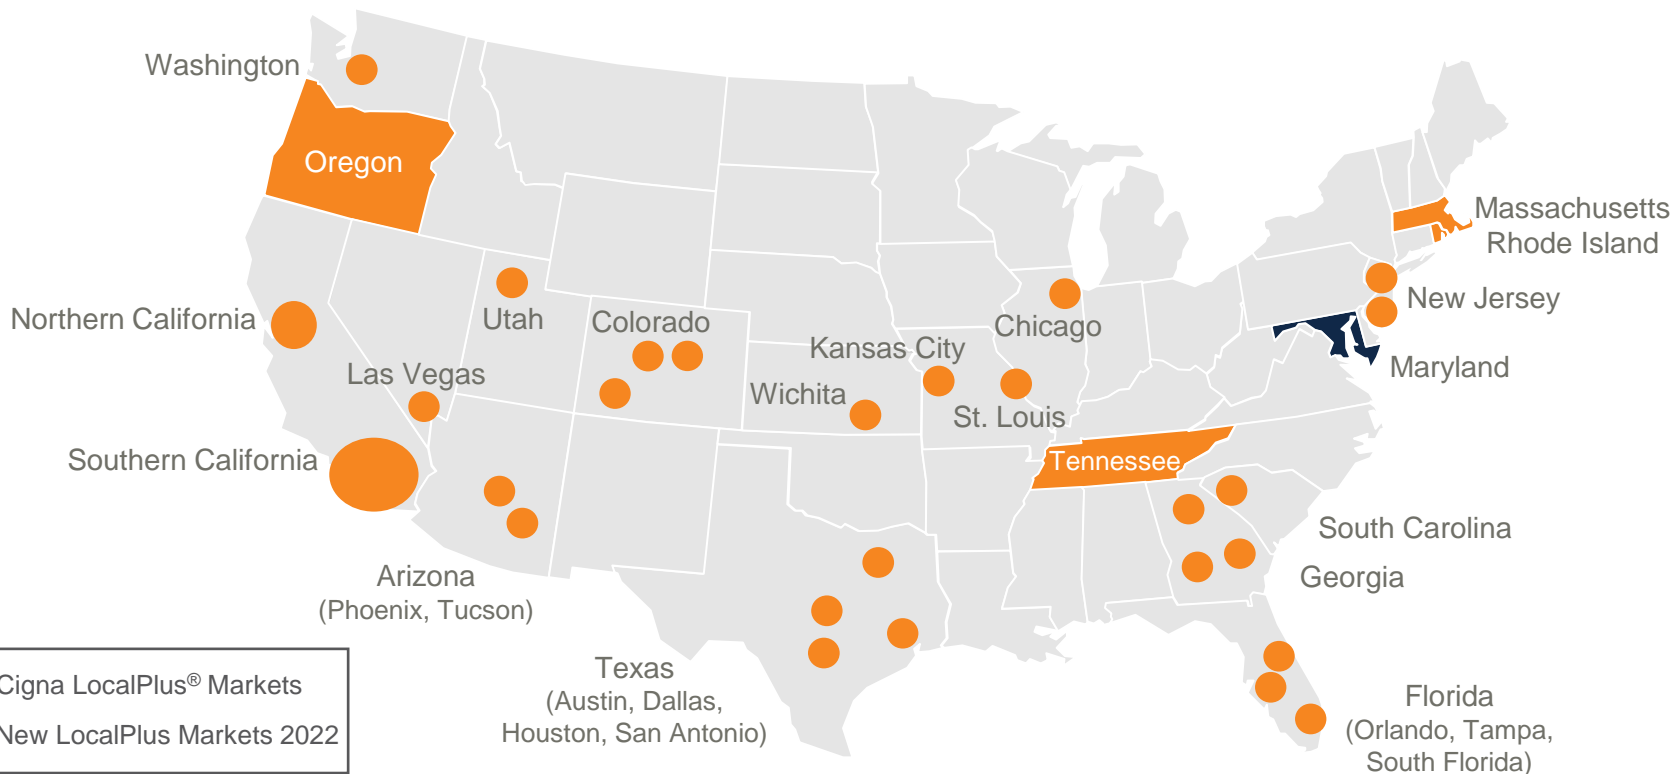 Washington
Oregon
Massachusetts
Rhode Island
New Jersey
Maryland
Northern California
Utah
Colorado
Chicago
Kansas City
Las Vegas
Wichita
St. Louis
Southern California
Tennessee
South Carolina
Georgia
Arizona
(Phoenix, Tucson)
Texas
(Austin, Dallas,
Houston, San Antonio)
Florida
(Orlando, Tampa,
South Florida)
Cigna LocalPlus® Markets
New LocalPlus Markets 2022